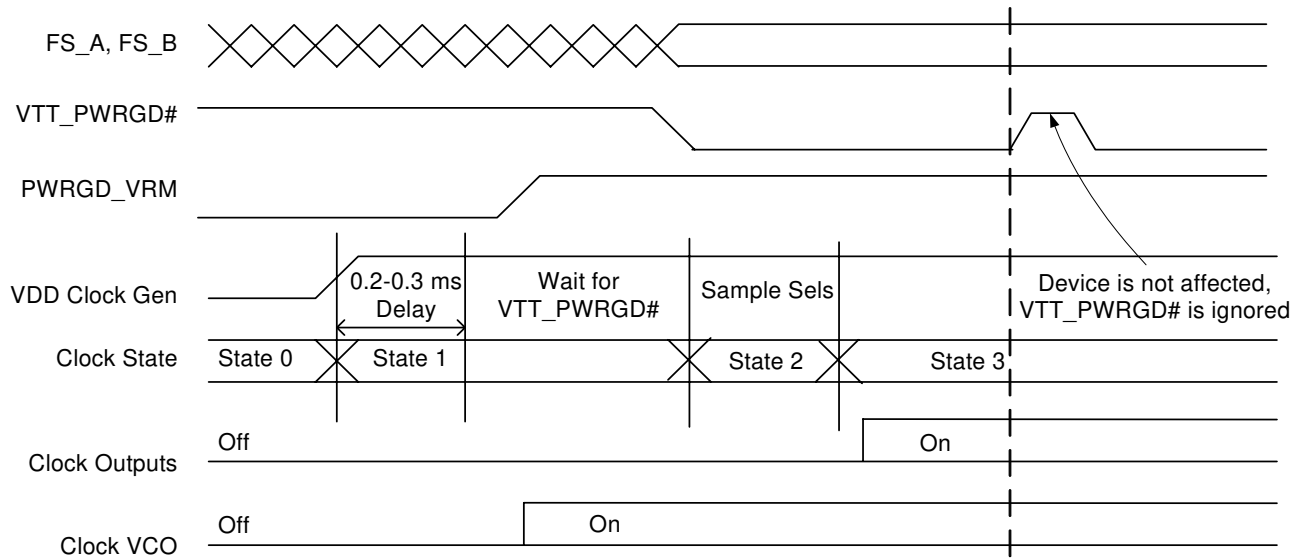 FS_A, FS_B
VTT_PWRGD#
PWRGD_VRM
VDD Clock Gen
0.2-0.3 ms
Delay
Wait for
VTT_PWRGD#
Sample Sels
Device is not affected,
VTT_PWRGD# is ignored
Clock State
State 0
State 1
State 2
State 3
Clock Outputs
Off
On
Clock VCO
Off
On